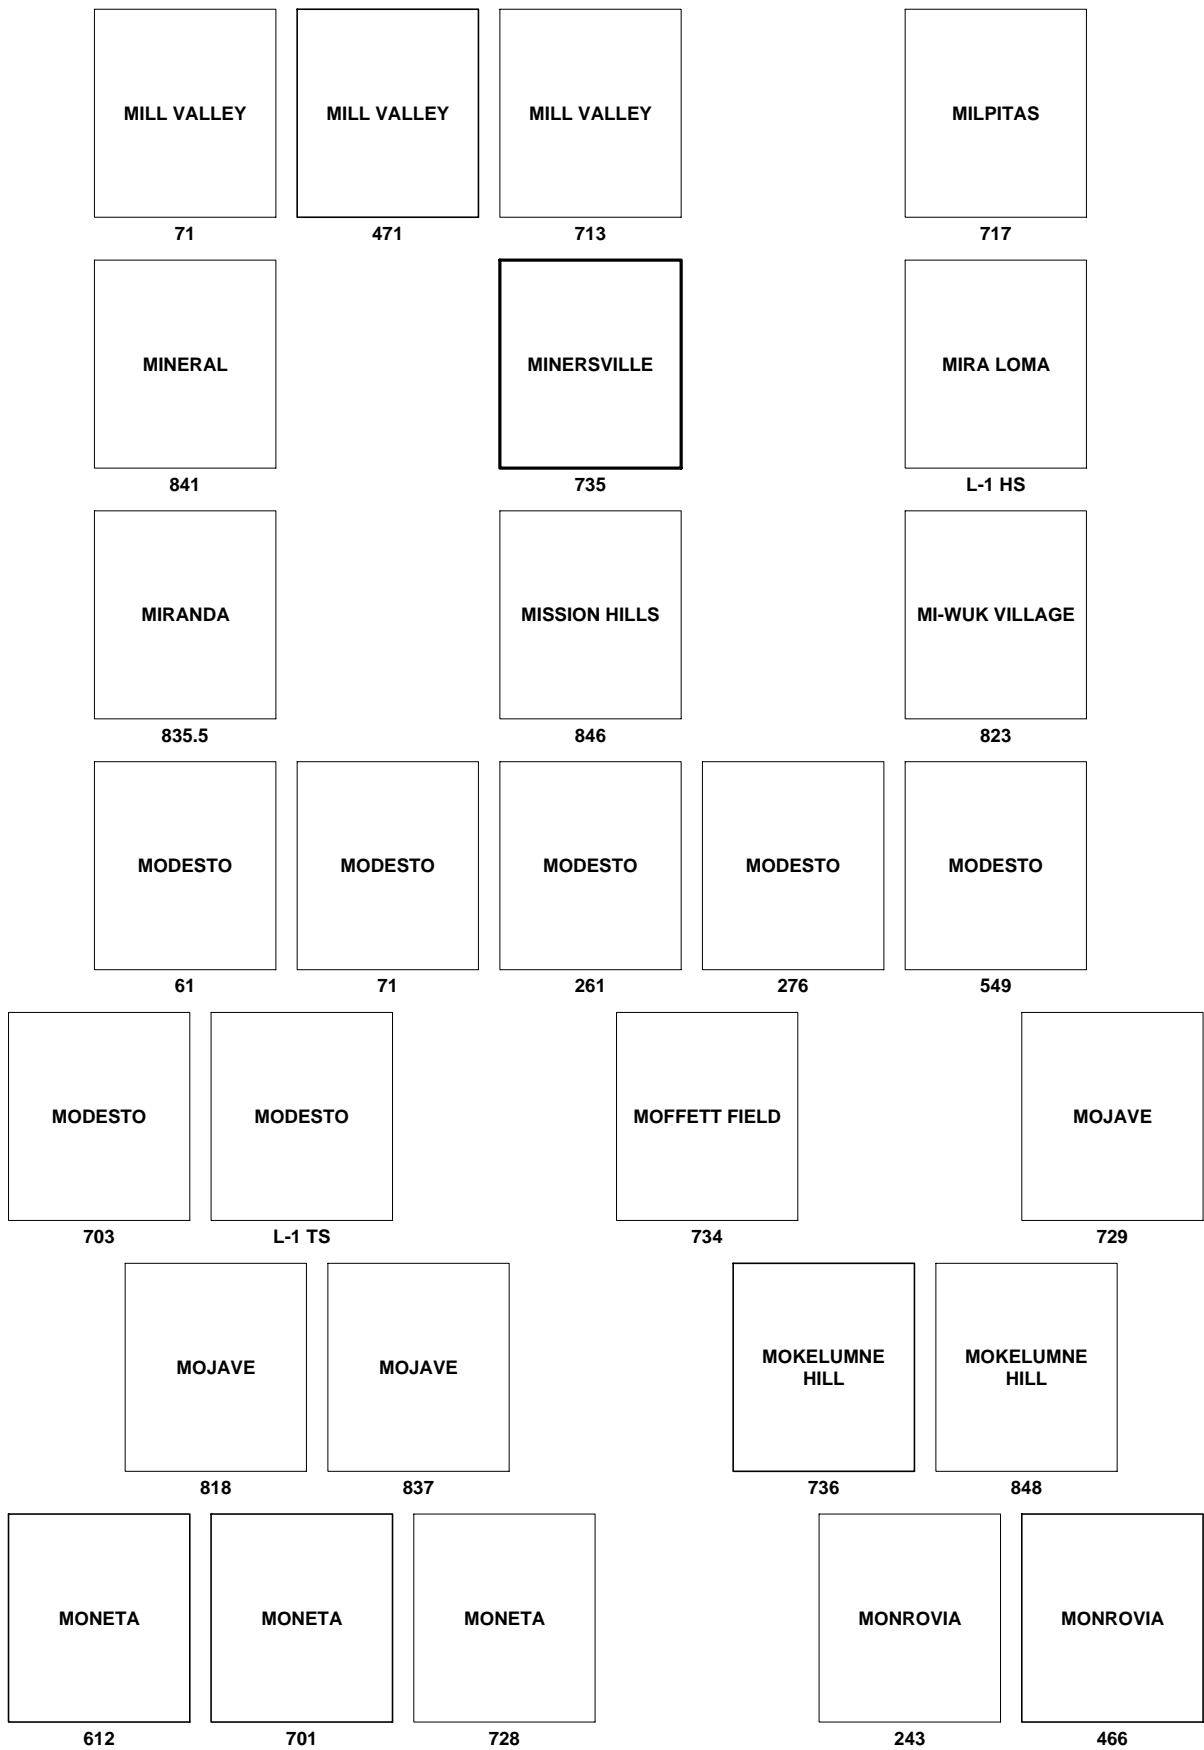 MILL VALLEY MILL VALLEY MILL VALLEY MILPITAS
71 471 713 717
MINERAL MINERSVILLE MIRA LOMA
841 735 L-1 HS
MIRANDA MISSION HILLS MI-WUK VILLAGE
835.5 846 823
MODESTO MODESTO MODESTO MODESTO MODESTO
61 71 261 276 549
MODESTO MODESTO MOFFETT FIELD MOJAVE
703 L-1 TS 734 729
MOJAVE MOJAVE MOKELUMNE MOKELUMNE
HILL HILL
818 837 736 848
MONETA MONETA MONETA MONROVIA MONROVIA
612 701 728 243 466